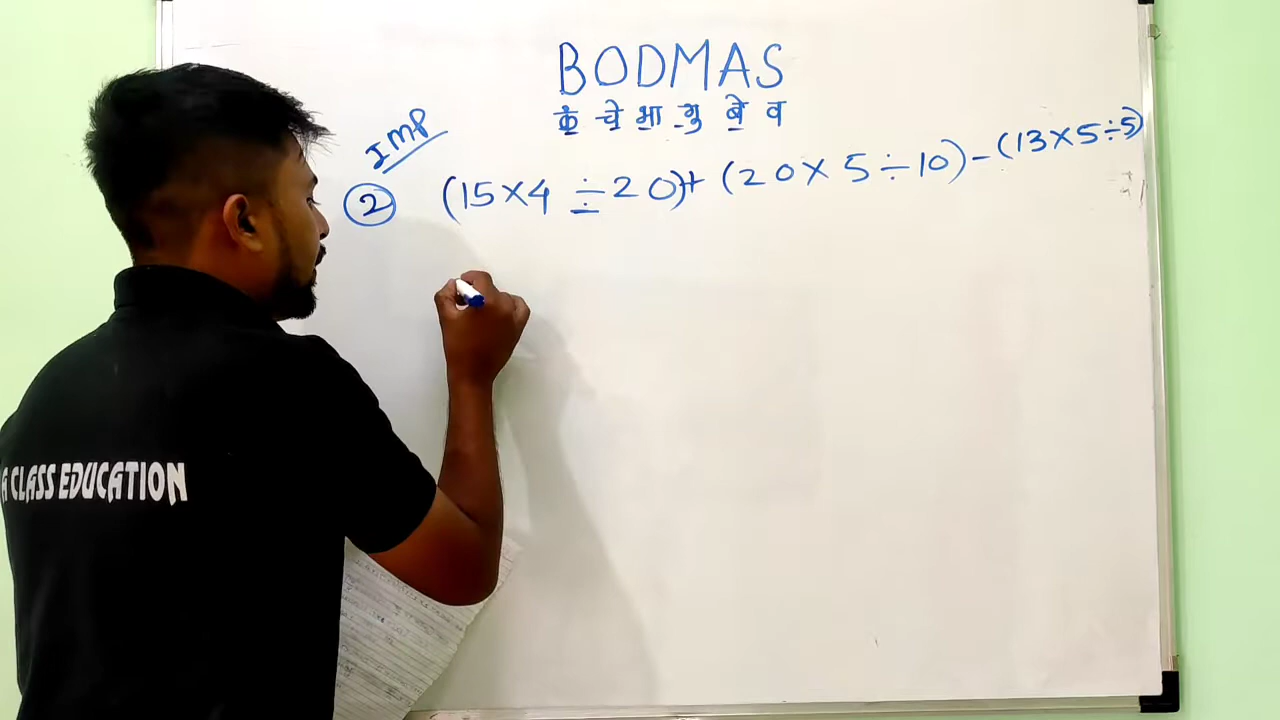 BODMAS
कं चे भा गु बे व
IMP
2 (15×4 ÷20)+ (20× 5÷10)-(13×5÷5)
A CLASS EDUCATION